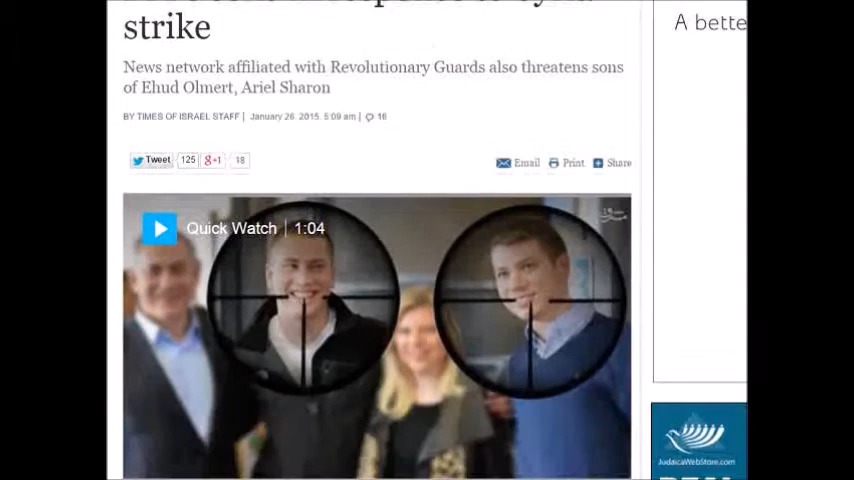 strike
News network affiliated with Revolutionary Guards also threatens sons
of Ehud Olmert, Ariel Sharon
BY TIMES OF ISRAEL STAFF | January 26, 2015, 5:09 am | 16
Tweet 125 g+1 18
Email Print Share
Quick Watch | 1:04
A bette
JudaicaWebStore.com